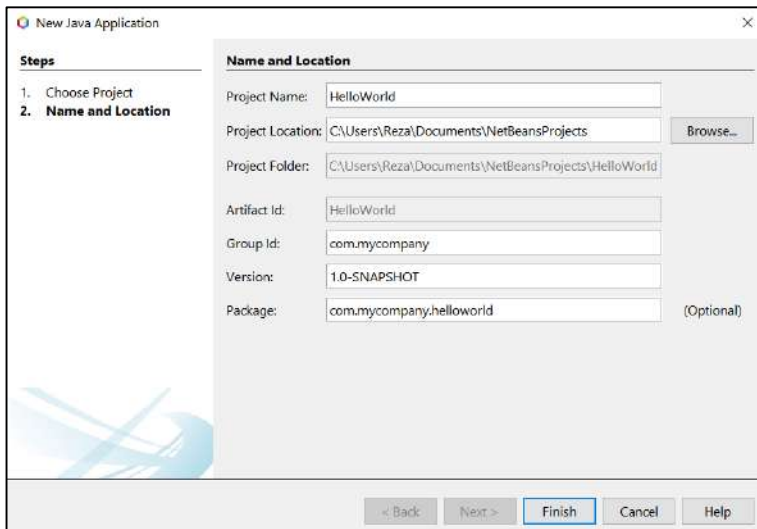 New Java Application
Steps
1. Choose Project
2. Name and Location
Name and Location
Project Name: HelloWorld
Project Location: C:\Users\Reza\Documents\NetBeansProjects Browse...
Project Folder: C:\Users\Reza\Documents\NetBeansProjects\HelloWorld
Artifact Id: HelloWorld
Group Id: com.mycompany
Version: 1.0-SNAPSHOT
Package: com.mycompany.helloworld (Optional)
< Back Next > Finish Cancel Help